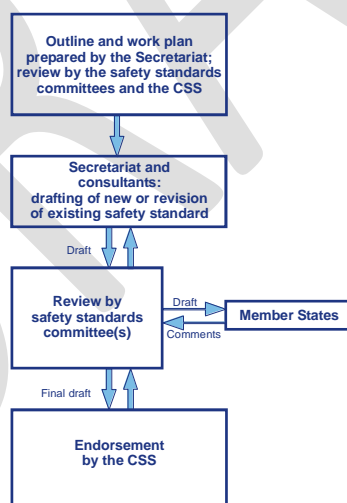 Outline and work plan
prepared by the Secretariat;
review by the safety standards
committees and the CSS
Secretariat and
consultants:
drafting of new or revision
of existing safety standard
Draft
Review by
safety standards
committee(s)
Draft
Member States
Comments
Final draft
Endorsement
by the CSS